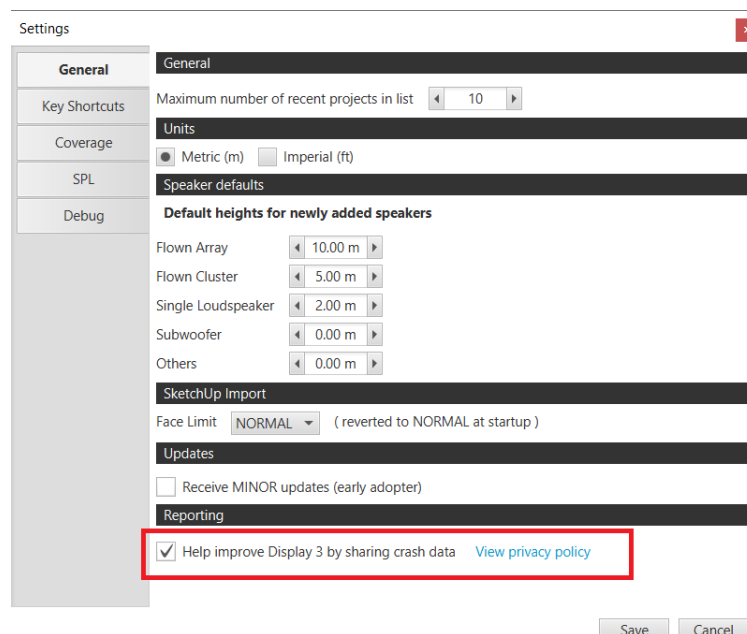 Settings
General
Key Shortcuts
Coverage
SPL
Debug
General
Maximum number of recent projects in list 10
Units
Metric (m) Imperial (ft)
Speaker defaults
Default heights for newly added speakers
Flown Array 10.00 m
Flown Cluster 5.00 m
Single Loudspeaker 2.00 m
Subwoofer 0.00 m
Others 0.00 m
SketchUp Import
Face Limit NORMAL ( reverted to NORMAL at startup )
Updates
Receive MINOR updates (early adopter)
Reporting
Help improve Display 3 by sharing crash data View privacy policy
Save Cancel